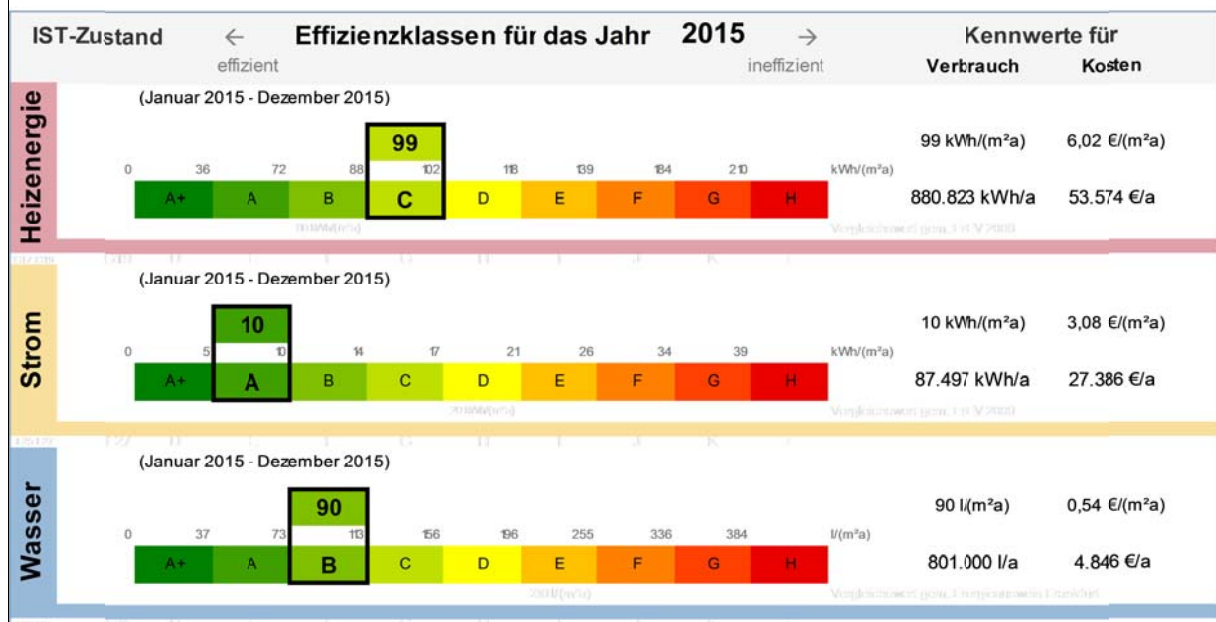 IST-Zustand ← Effizienzklassen für das Jahr 2015 → Kennwerte für
effizient ineffizient Verbrauch Kosten
Heizenergie
(Januar 2015 - Dezember 2015)
99 99 kWh/(m²a) 6,02 €/(m²a)
0 36 72 88 102 118 139 184 210 kWh/(m²a)
A+ A B C D E F G H 880.823 kWh/a 53.574 €/a
Strom
(Januar 2015 - Dezember 2015)
10 10 kWh/(m²a) 3,08 €/(m²a)
0 5 10 14 17 21 26 34 39 kWh/(m²a)
A+ A B C D E F G H 87.497 kWh/a 27.386 €/a
Wasser
(Januar 2015 - Dezember 2015)
90 90 l/(m²a) 0,54 €/(m²a)
0 37 73 113 156 196 255 336 384 l/(m²a)
A+ A B C D E F G H 801.000 l/a 4.846 €/a